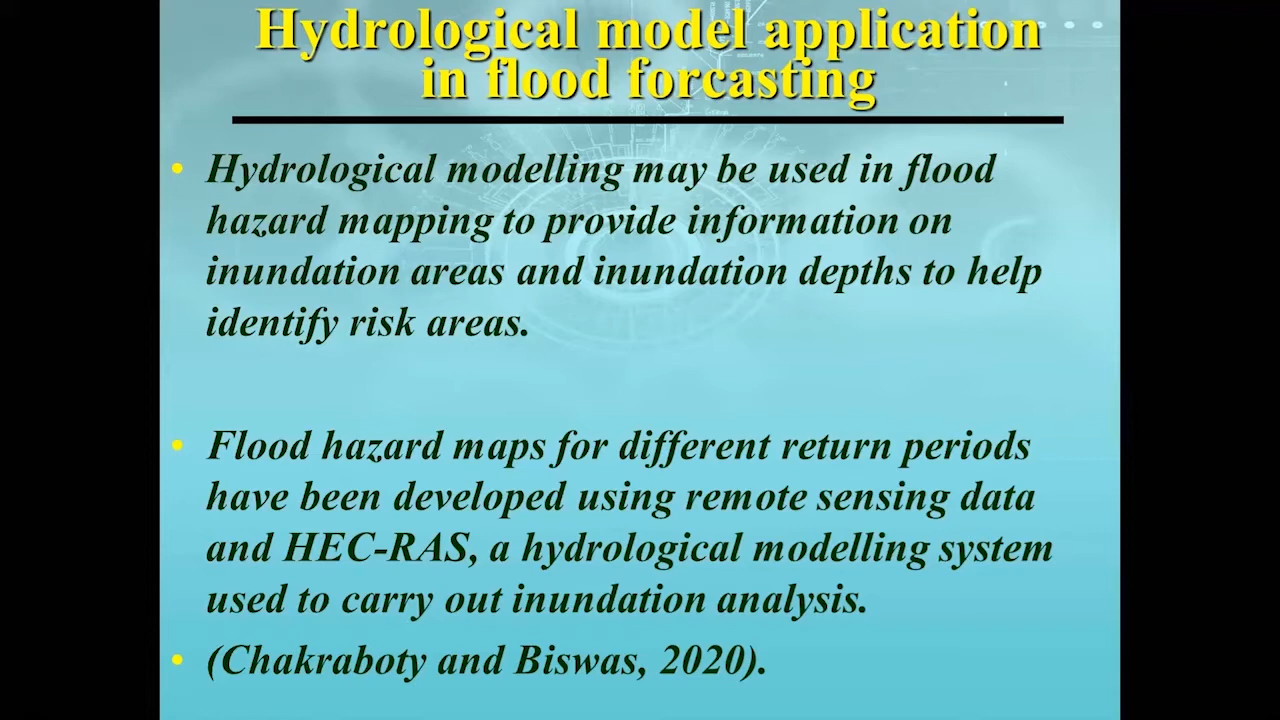 Hydrological model application
in flood forcasting
• Hydrological modelling may be used in flood
hazard mapping to provide information on
inundation areas and inundation depths to help
identify risk areas.
• Flood hazard maps for different return periods
have been developed using remote sensing data
and HEC-RAS, a hydrological modelling system
used to carry out inundation analysis.
• (Chakraboty and Biswas, 2020).